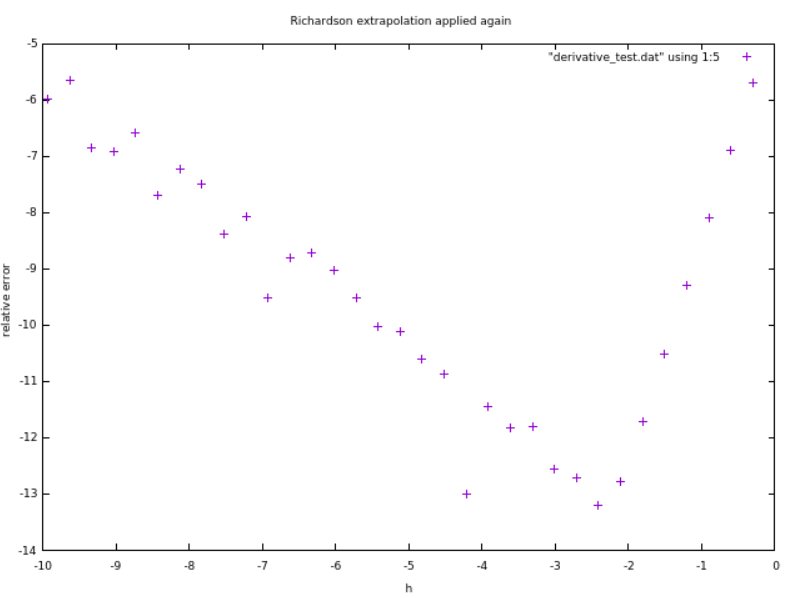 Richardson extrapolation applied again
"derivative_test.dat" using 1:5
-5
-6
-7
-8
-9
-10
-11
-12
-13
-14
relative error
-10 -9 -8 -7 -6 -5 -4 -3 -2 -1 0
h